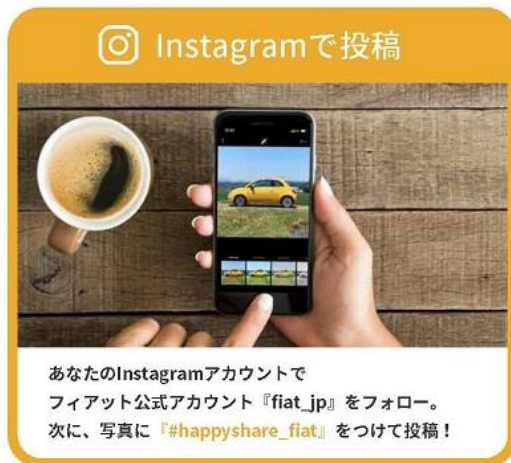 Instagramで投稿
あなたのInstagramアカウントで
フィアット公式アカウント『fiat_jp』をフォロー。
次に、写真に『#happyshare_fiat』をつけて投稿！